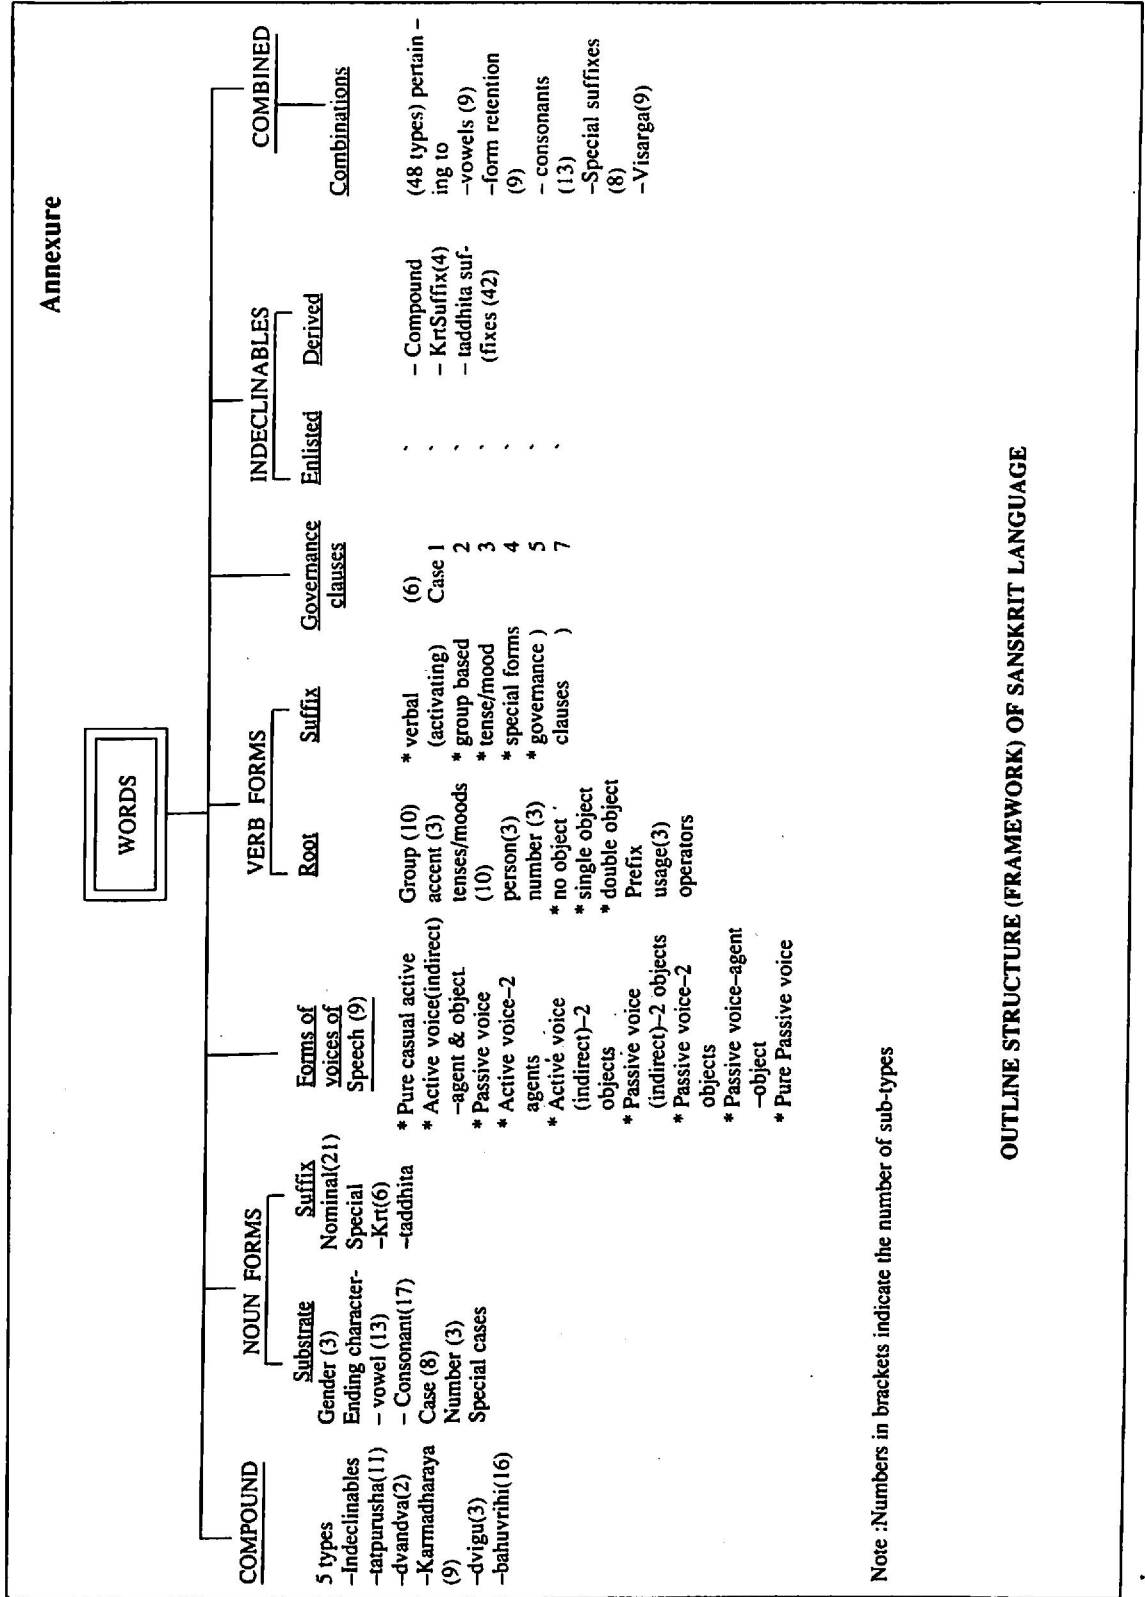 Annexure
WORDS
COMPOUND
5 types
–Indeclinables
–tatpurusha(11)
–dvandva(2)
–Karmadharaya
(9)
–dvigu(3)
–bahuvrihi(16)
NOUN FORMS
Substrate
Gender (3)
Ending character-
– vowel (13)
– Consonant(17)
Case (8)
Number (3)
Special cases
Suffix
Nominal(21)
Special
–Krt(6)
–taddhita
Forms of
voices of
Speech (9)
* Pure casual active
* Active voice(indirect)
–agent & object
* Passive voice
* Active voice–2
agents
* Active voice
(indirect)–2
objects
* Passive voice
(indirect)–2 objects
* Passive voice–2
objects
* Passive voice–agent
–object
* Pure Passive voice
VERB FORMS
Root
Group (10)
accent (3)
tenses/moods
(10)
person(3)
number (3)
* no object
* single object
* double object
Prefix
usage(3)
operators
Suffix
* verbal
(activating)
* group based
* tense/mood
* special forms
* governance )
clauses )
Governance
clauses
(6)
Case 1
2
3
4
5
7
INDECLINABLES
Enlisted
Derived
– Compound
– KrtSuffix(4)
– taddhita suf-
(fixes (42)
COMBINED
Combinations
(48 types) pertain –
ing to
–vowels (9)
–form retention
(9)
– consonants
(13)
–Special suffixes
(8)
–Visarga(9)
Note :Numbers in brackets indicate the number of sub-types
OUTLINE STRUCTURE (FRAMEWORK) OF SANSKRIT LANGUAGE